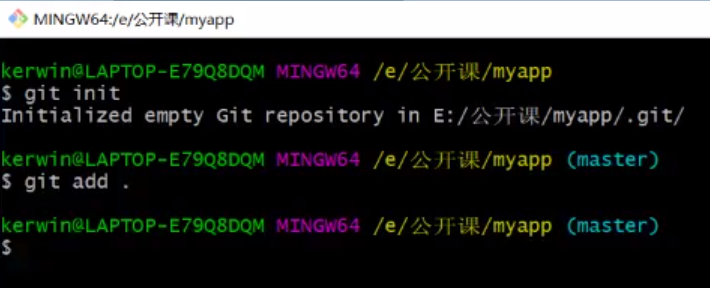 MINGW64:/e/公开课/myapp
kerwin@LAPTOP-E79Q8DQM MINGW64 /e/公开课/myapp
$ git init
Initialized empty Git repository in E:/公开课/myapp/.git/
kerwin@LAPTOP-E79Q8DQM MINGW64 /e/公开课/myapp (master)
$ git add .
kerwin@LAPTOP-E79Q8DQM MINGW64 /e/公开课/myapp (master)
$